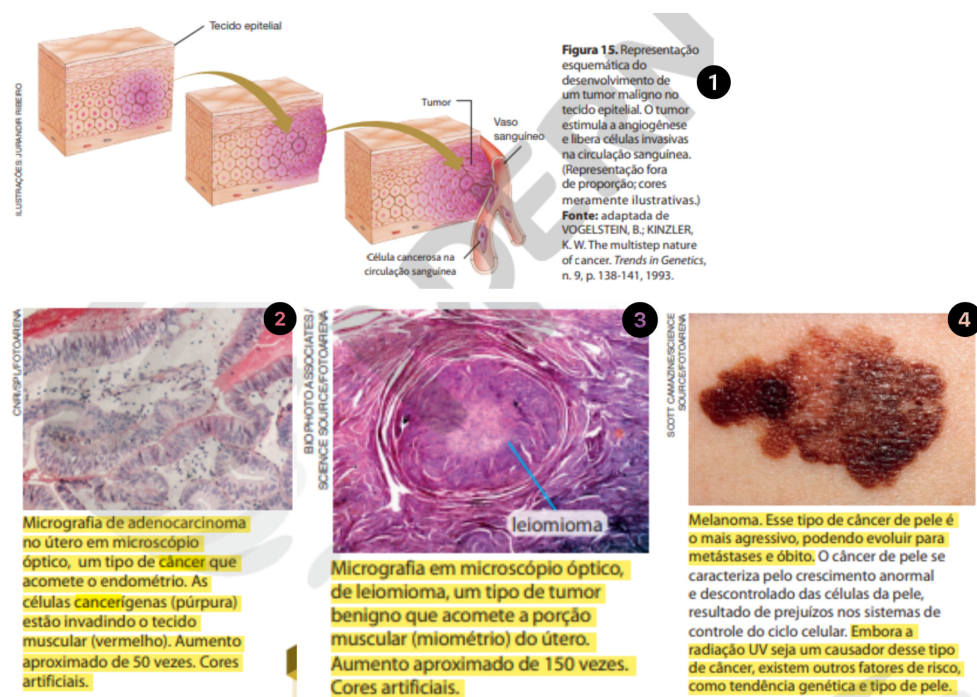 Tecido epitelial
ILUSTRAÇÕES: JURANDIR RIBEIRO
Tumor
Vaso
sanguíneo
Célula cancerosa na
circulação sanguínea
Figura 15. Representação
esquemática do
desenvolvimento de
um tumor maligno no
tecido epitelial. O tumor
estimula a angiogênese
e libera células invasivas
na circulação sanguínea.
(Representação fora
de proporção; cores
meramente ilustrativas.)
Fonte: adaptada de
VOGELSTEIN, B.; KINZLER,
K. W. The multistep nature
of cancer. Trends in Genetics,
n. 9, p. 138-141, 1993.
1
CNRI/SPL/FOTOARENA
2
Micrografia de adenocarcinoma
no útero em microscópio
óptico, um tipo de câncer que
acomete o endométrio. As
células cancerígenas (púrpura)
estão invadindo o tecido
muscular (vermelho). Aumento
aproximado de 50 vezes. Cores
artificiais.
BIOPHOTO ASSOCIATES/
SCIENCE SOURCE/FOTOARENA
3
leiomioma
Micrografia em microscópio óptico,
de leiomioma, um tipo de tumor
benigno que acomete a porção
muscular (miométrio) do útero.
Aumento aproximado de 150 vezes.
Cores artificiais.
SCOTT CAMAZINE/SCIENCE
SOURCE/FOTOARENA
4
Melanoma. Esse tipo de câncer de pele é
o mais agressivo, podendo evoluir para
metástases e óbito. O câncer de pele se
caracteriza pelo crescimento anormal
e descontrolado das células da pele,
resultado de prejuízos nos sistemas de
controle do ciclo celular. Embora a
radiação UV seja um causador desse tipo
de câncer, existem outros fatores de risco,
como tendência genética e tipo de pele.